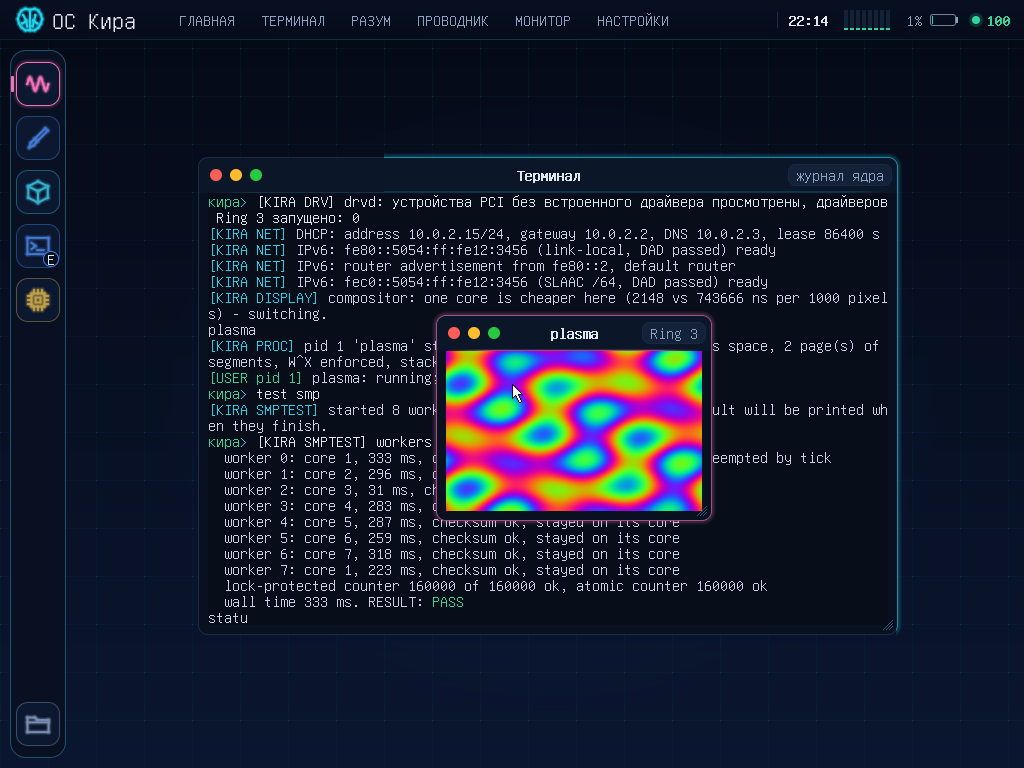 ОС Кира ГЛАВНАЯ ТЕРМИНАЛ РАЗУМ ПРОВОДНИК МОНИТОР НАСТРОЙКИ 22:14 1% 100
E
Терминал журнал ядра
кира> [KIRA DRV] drvd: устройства PCI без встроенного драйвера просмотрены, драйверов
Ring 3 запущено: 0
[KIRA NET] DHCP: address 10.0.2.15/24, gateway 10.0.2.2, DNS 10.0.2.3, lease 86400 s
[KIRA NET] IPv6: fe80::5054:ff:fe12:3456 (link-local, DAD passed) ready
[KIRA NET] IPv6: router advertisement from fe80::2, default router
[KIRA NET] IPv6: fec0::5054:ff:fe12:3456 (SLAAC /64, DAD passed) ready
[KIRA DISPLAY] compositor: one core is cheaper here (2148 vs 743666 ns per 1000 pixel
s) - switching.
plasma
[KIRA PROC] pid 1 'plasma' st s space, 2 page(s) of
segments, W^X enforced, stack
[USER pid 1] plasma: running;
кира> test smp
[KIRA SMPTEST] started 8 work ult will be printed wh
en they finish.
кира> [KIRA SMPTEST] workers
worker 0: core 1, 333 ms, c eempted by tick
worker 1: core 2, 296 ms, c
worker 2: core 3, 31 ms, ch
worker 3: core 4, 283 ms, c
worker 4: core 5, 287 ms, checksum ok, stayed on its core
worker 5: core 6, 259 ms, checksum ok, stayed on its core
worker 6: core 7, 318 ms, checksum ok, stayed on its core
worker 7: core 1, 223 ms, checksum ok, stayed on its core
lock-protected counter 160000 of 160000 ok, atomic counter 160000 ok
wall time 333 ms. RESULT: PASS
statu
plasma Ring 3